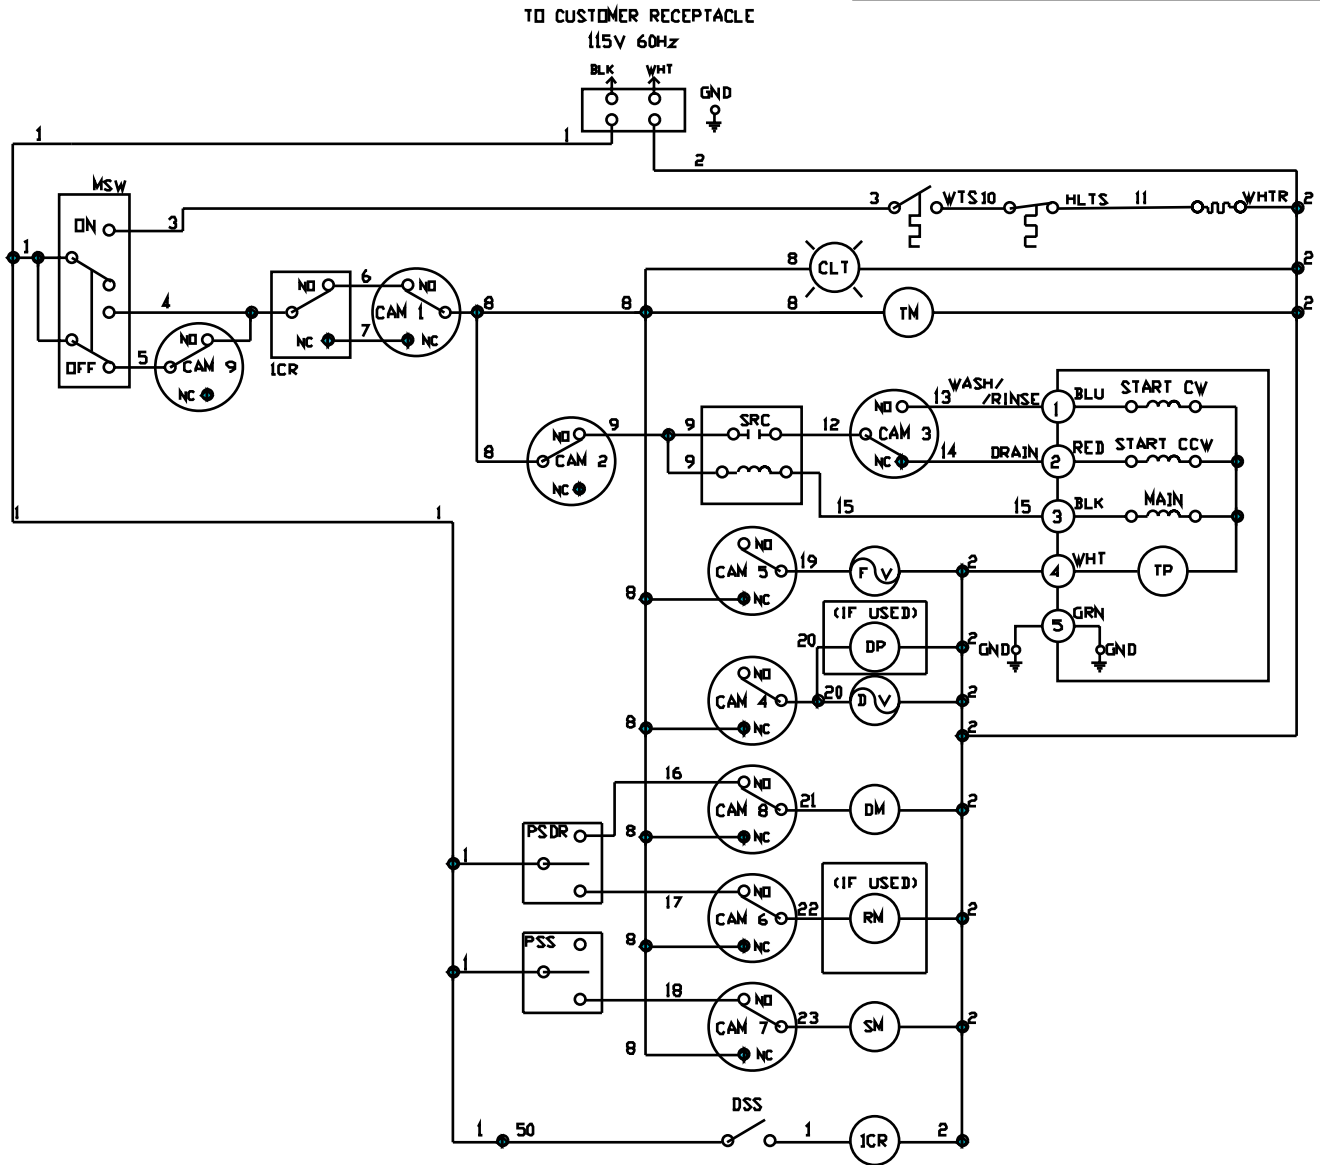 TO CUSTOMER RECEPTACLE
115V 60Hz
BLK WHT
GND
1 1
2
MSW
3 WTS10 HLTS 11 WHTR 2
ON 3
1
8 CLT 2
NO 6 NO
4 CAM 1 8 8 8 TM 2
NO NC 7 NC
5 CAM 9 1CR
OFF
NC
WASH/
13 /RINSE 1 BLU START CW
NO
SRC
NO 9 9 12 CAM 3
8 CAM 2 9 NC 14 DRAIN 2 RED START CCW
NC
15 15 3 BLK MAIN
1 1
NO
CAM 5 19 F V 2 4 WHT TP
8 NC
(IF USED)
5 GRN
20 DP 2 GND GND
NO
CAM 4 20 D V 2
8 NC 2
16 NO
CAM 8 21 DM 2
PSDR 8 NC
1
(IF USED)
17 NO
CAM 6 22 RM 2
PSS 8 NC
1
18 NO
CAM 7 23 SM 2
8 NC
DSS
1 50 1 1CR 2